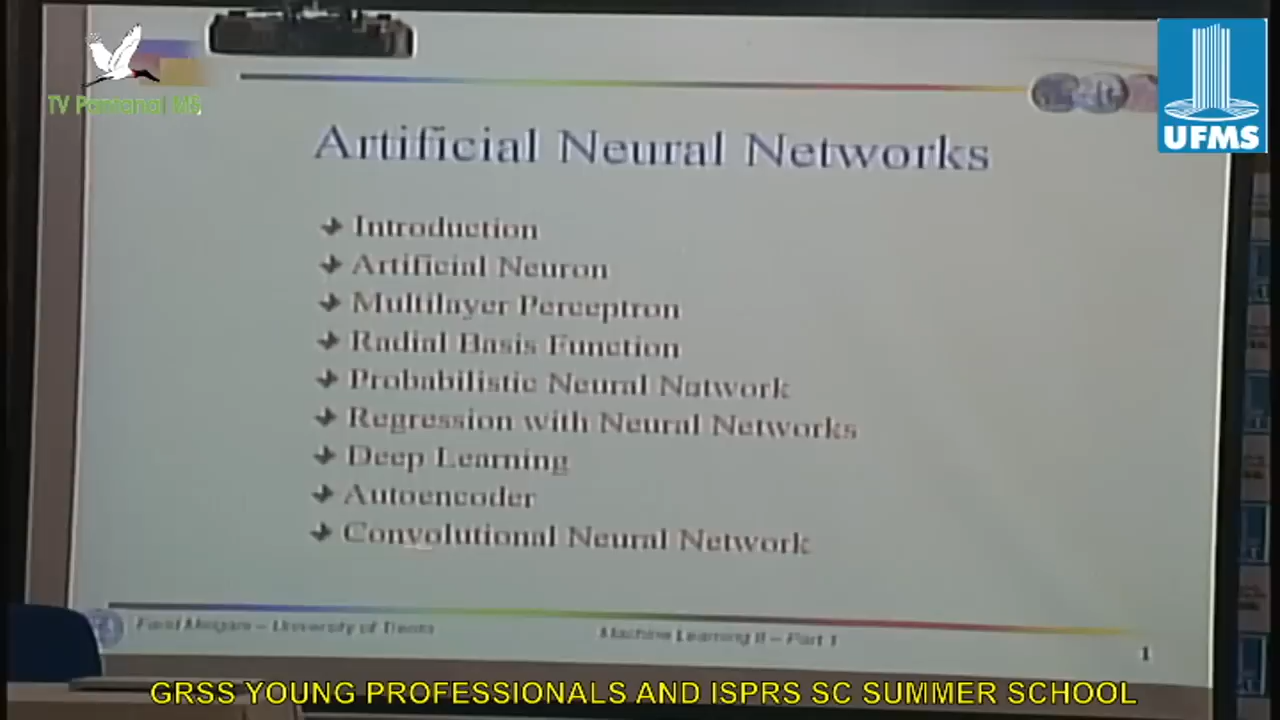 TV Pantanal MS
UFMS
Artificial Neural Networks
Introduction
Artificial Neuron
Multilayer Perceptron
Radial Basis Function
Probabilistic Neural Network
Regression with Neural Networks
Deep Learning
Autoencoder
Convolutional Neural Network
Farid Melgani – University of Trento
Machine Learning II – Part 1
1
GRSS YOUNG PROFESSIONALS AND ISPRS SC SUMMER SCHOOL